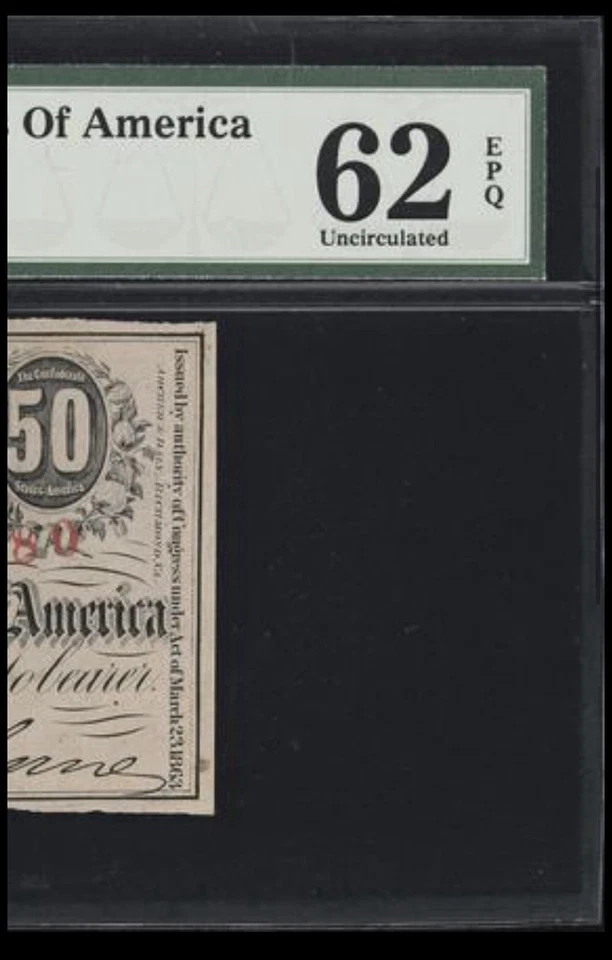 Of America
62
Uncirculated
E
P
Q
The Confederate
50
States America
80
America
to bearer.
Issued by authority of Congress under Act of March 23, 1863